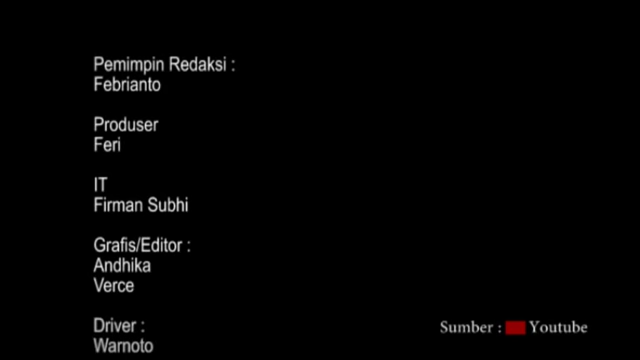 Pemimpin Redaksi :
Febrianto
Produser
Feri
IT
Firman Subhi
Grafis/Editor :
Andhika
Verce
Driver :
Warnoto
Sumber : Youtube